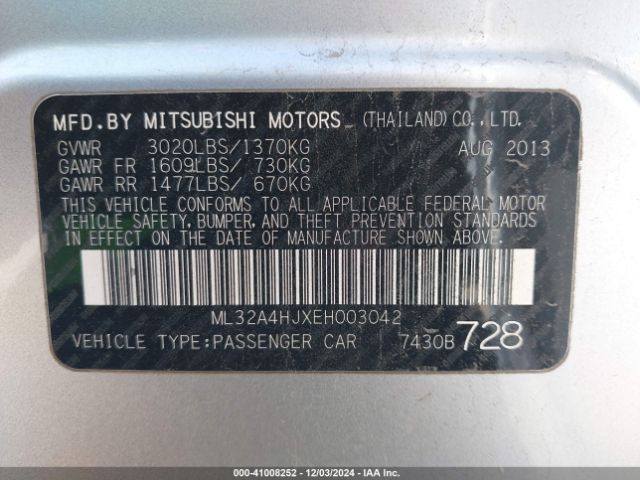 MFD.BY MITSUBISHI MOTORS (THAILAND)CO.,LTD.
GVWR 3020LBS/1370KG AUG 2013
GAWR FR 1609LBS/ 730KG
GAWR RR 1477LBS/ 670KG
THIS VEHICLE CONFORMS TO ALL APPLICABLE FEDERAL MOTOR
VEHICLE SAFETY, BUMPER, AND THEFT PREVENTION STANDARDS
IN EFFECT ON THE DATE OF MANUFACTURE SHOWN ABOVE.
ML32A4HJXEH003042
VEHICLE TYPE:PASSENGER CAR 7430B 728
000-41008252 - 12/03/2024 - IAAI.COM